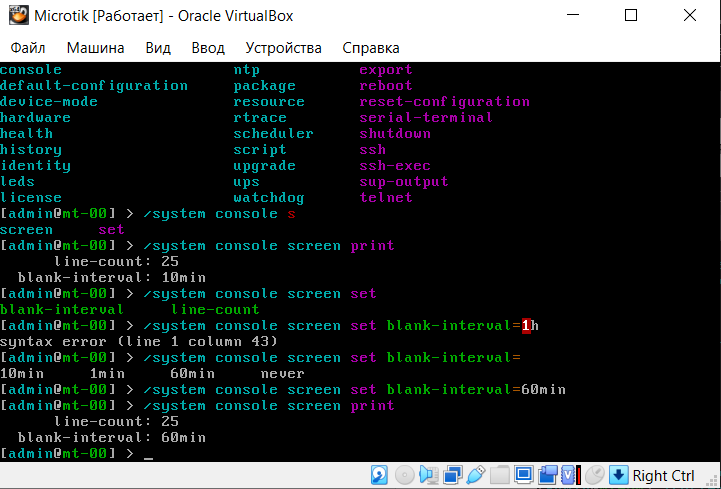 Microtik [Работает] - Oracle VirtualBox
Файл Машина Вид Ввод Устройства Справка
console ntp export
default-configuration package reboot
device-mode resource reset-configuration
hardware rtrace serial-terminal
health scheduler shutdown
history script ssh
identity upgrade ssh-exec
leds ups sup-output
license watchdog telnet
[admin@mt-00] > /system console s
screen set
[admin@mt-00] > /system console screen print
line-count: 25
blank-interval: 10min
[admin@mt-00] > /system console screen set
blank-interval line-count
[admin@mt-00] > /system console screen set blank-interval=1h
syntax error (line 1 column 43)
[admin@mt-00] > /system console screen set blank-interval=
10min 1min 60min never
[admin@mt-00] > /system console screen set blank-interval=60min
[admin@mt-00] > /system console screen print
line-count: 25
blank-interval: 60min
[admin@mt-00] > _
Right Ctrl